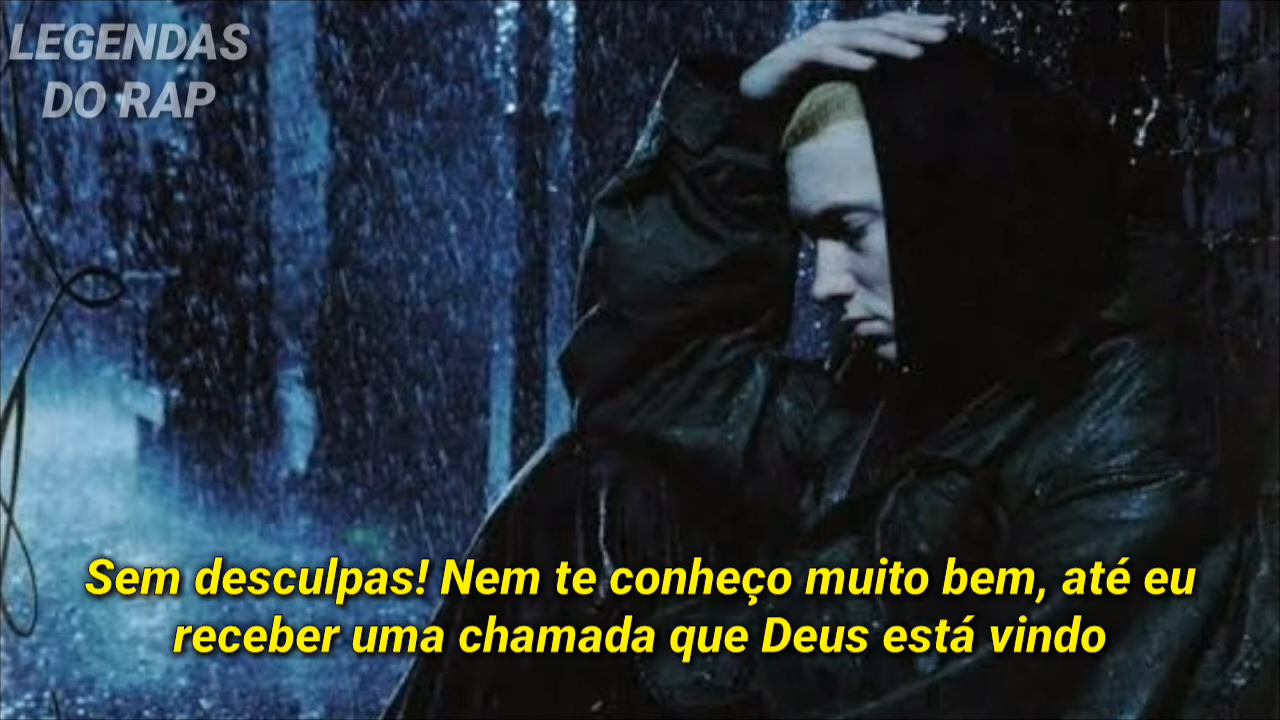 LEGENDAS
DO RAP
Sem desculpas! Nem te conheço muito bem, até eu
receber uma chamada que Deus está vindo